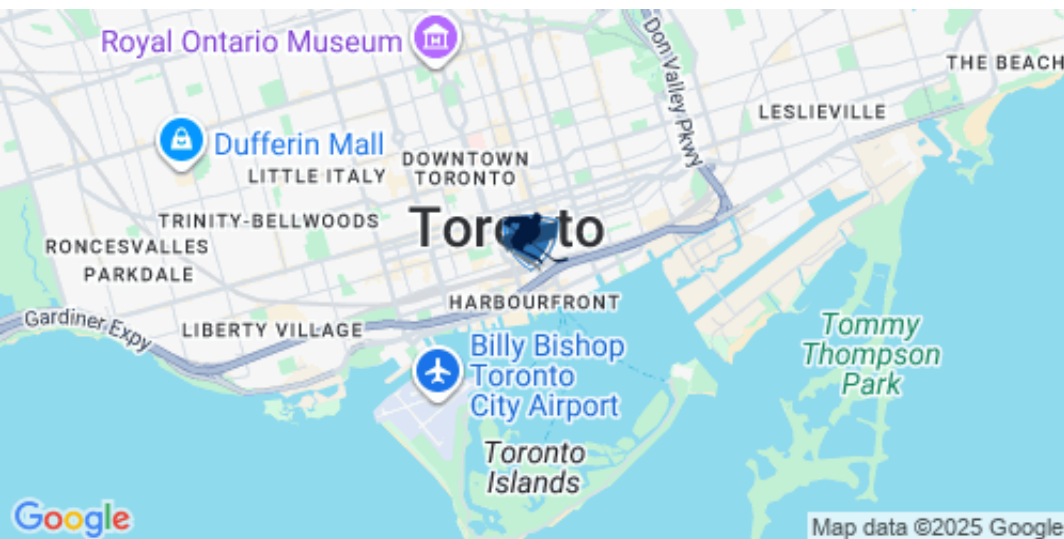 Royal Ontario Museum
Don Valley Pkwy
THE BEACH
LESLIEVILLE
Dufferin Mall
DOWNTOWN
TORONTO
LITTLE ITALY
TRINITY-BELLWOODS
Toronto
RONCESVALLES
PARKDALE
HARBOURFRONT
Gardiner Expy
LIBERTY VILLAGE
Billy Bishop
Toronto
City Airport
Tommy
Thompson
Park
Toronto
Islands
Google
Map data ©2025 Google